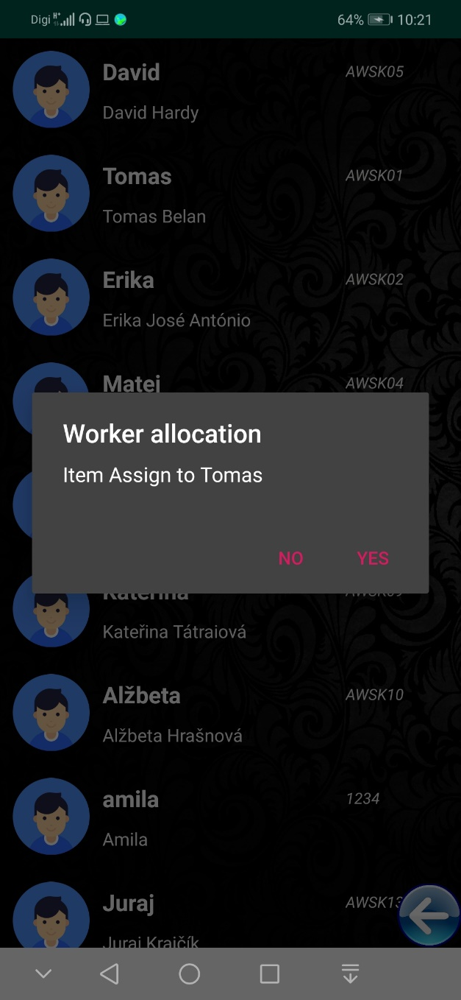 Digi 64% 10:21
David AWSK05
David Hardy
Tomas AWSK01
Tomas Belan
Erika AWSK02
Erika José António
Matej AWSK04
Worker allocation
Item Assign to Tomas
NO YES
Kateřina AWSK09
Kateřina Tátraiová
Alžbeta AWSK10
Alžbeta Hrašnová
amila 1234
Amila
Juraj AWSK13
Juraj Krajčík